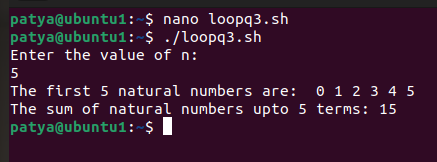 patya@ubuntu1:~$ nano loopq3.sh
patya@ubuntu1:~$ ./loopq3.sh
Enter the value of n:
5
The first 5 natural numbers are:  0 1 2 3 4 5
The sum of natural numbers upto 5 terms: 15
patya@ubuntu1:~$